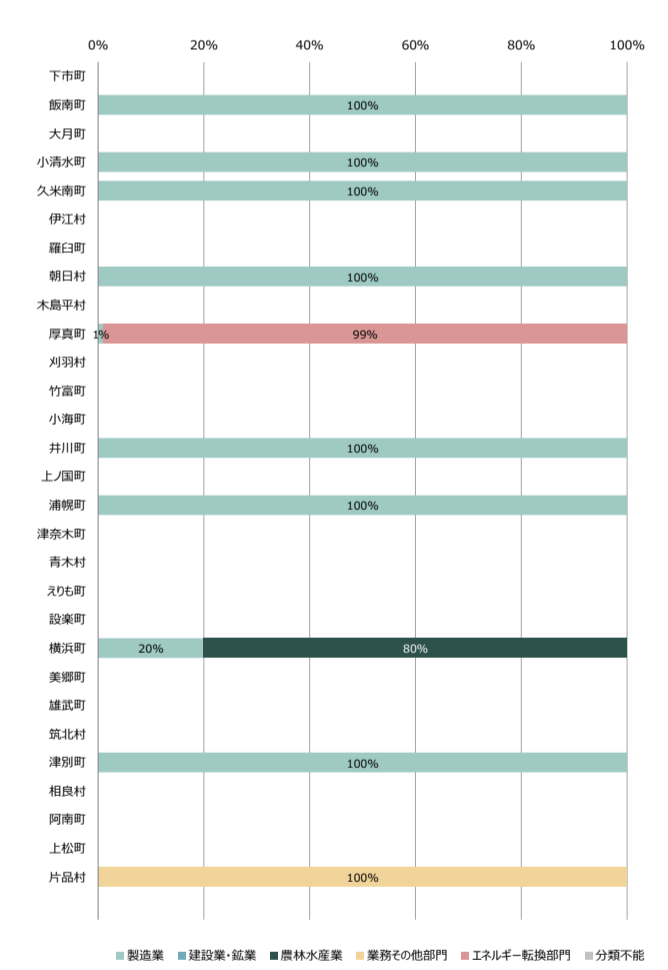 0% 20% 40% 60% 80% 100%
下市町
飯南町 100%
大月町
小清水町 100%
久米南町 100%
伊江村
羅臼町
朝日村 100%
木島平村
厚真町 1% 99%
刈羽村
竹富町
小海町
井川町 100%
上ノ国町
浦幌町 100%
津奈木町
青木村
えりも町
設楽町
横浜町 20% 80%
美郷町
雄武町
筑北村
津別町 100%
相良村
阿南町
上松町
片品村 100%
製造業 建設業・鉱業 農林水産業 業務その他部門 エネルギー転換部門 分類不能